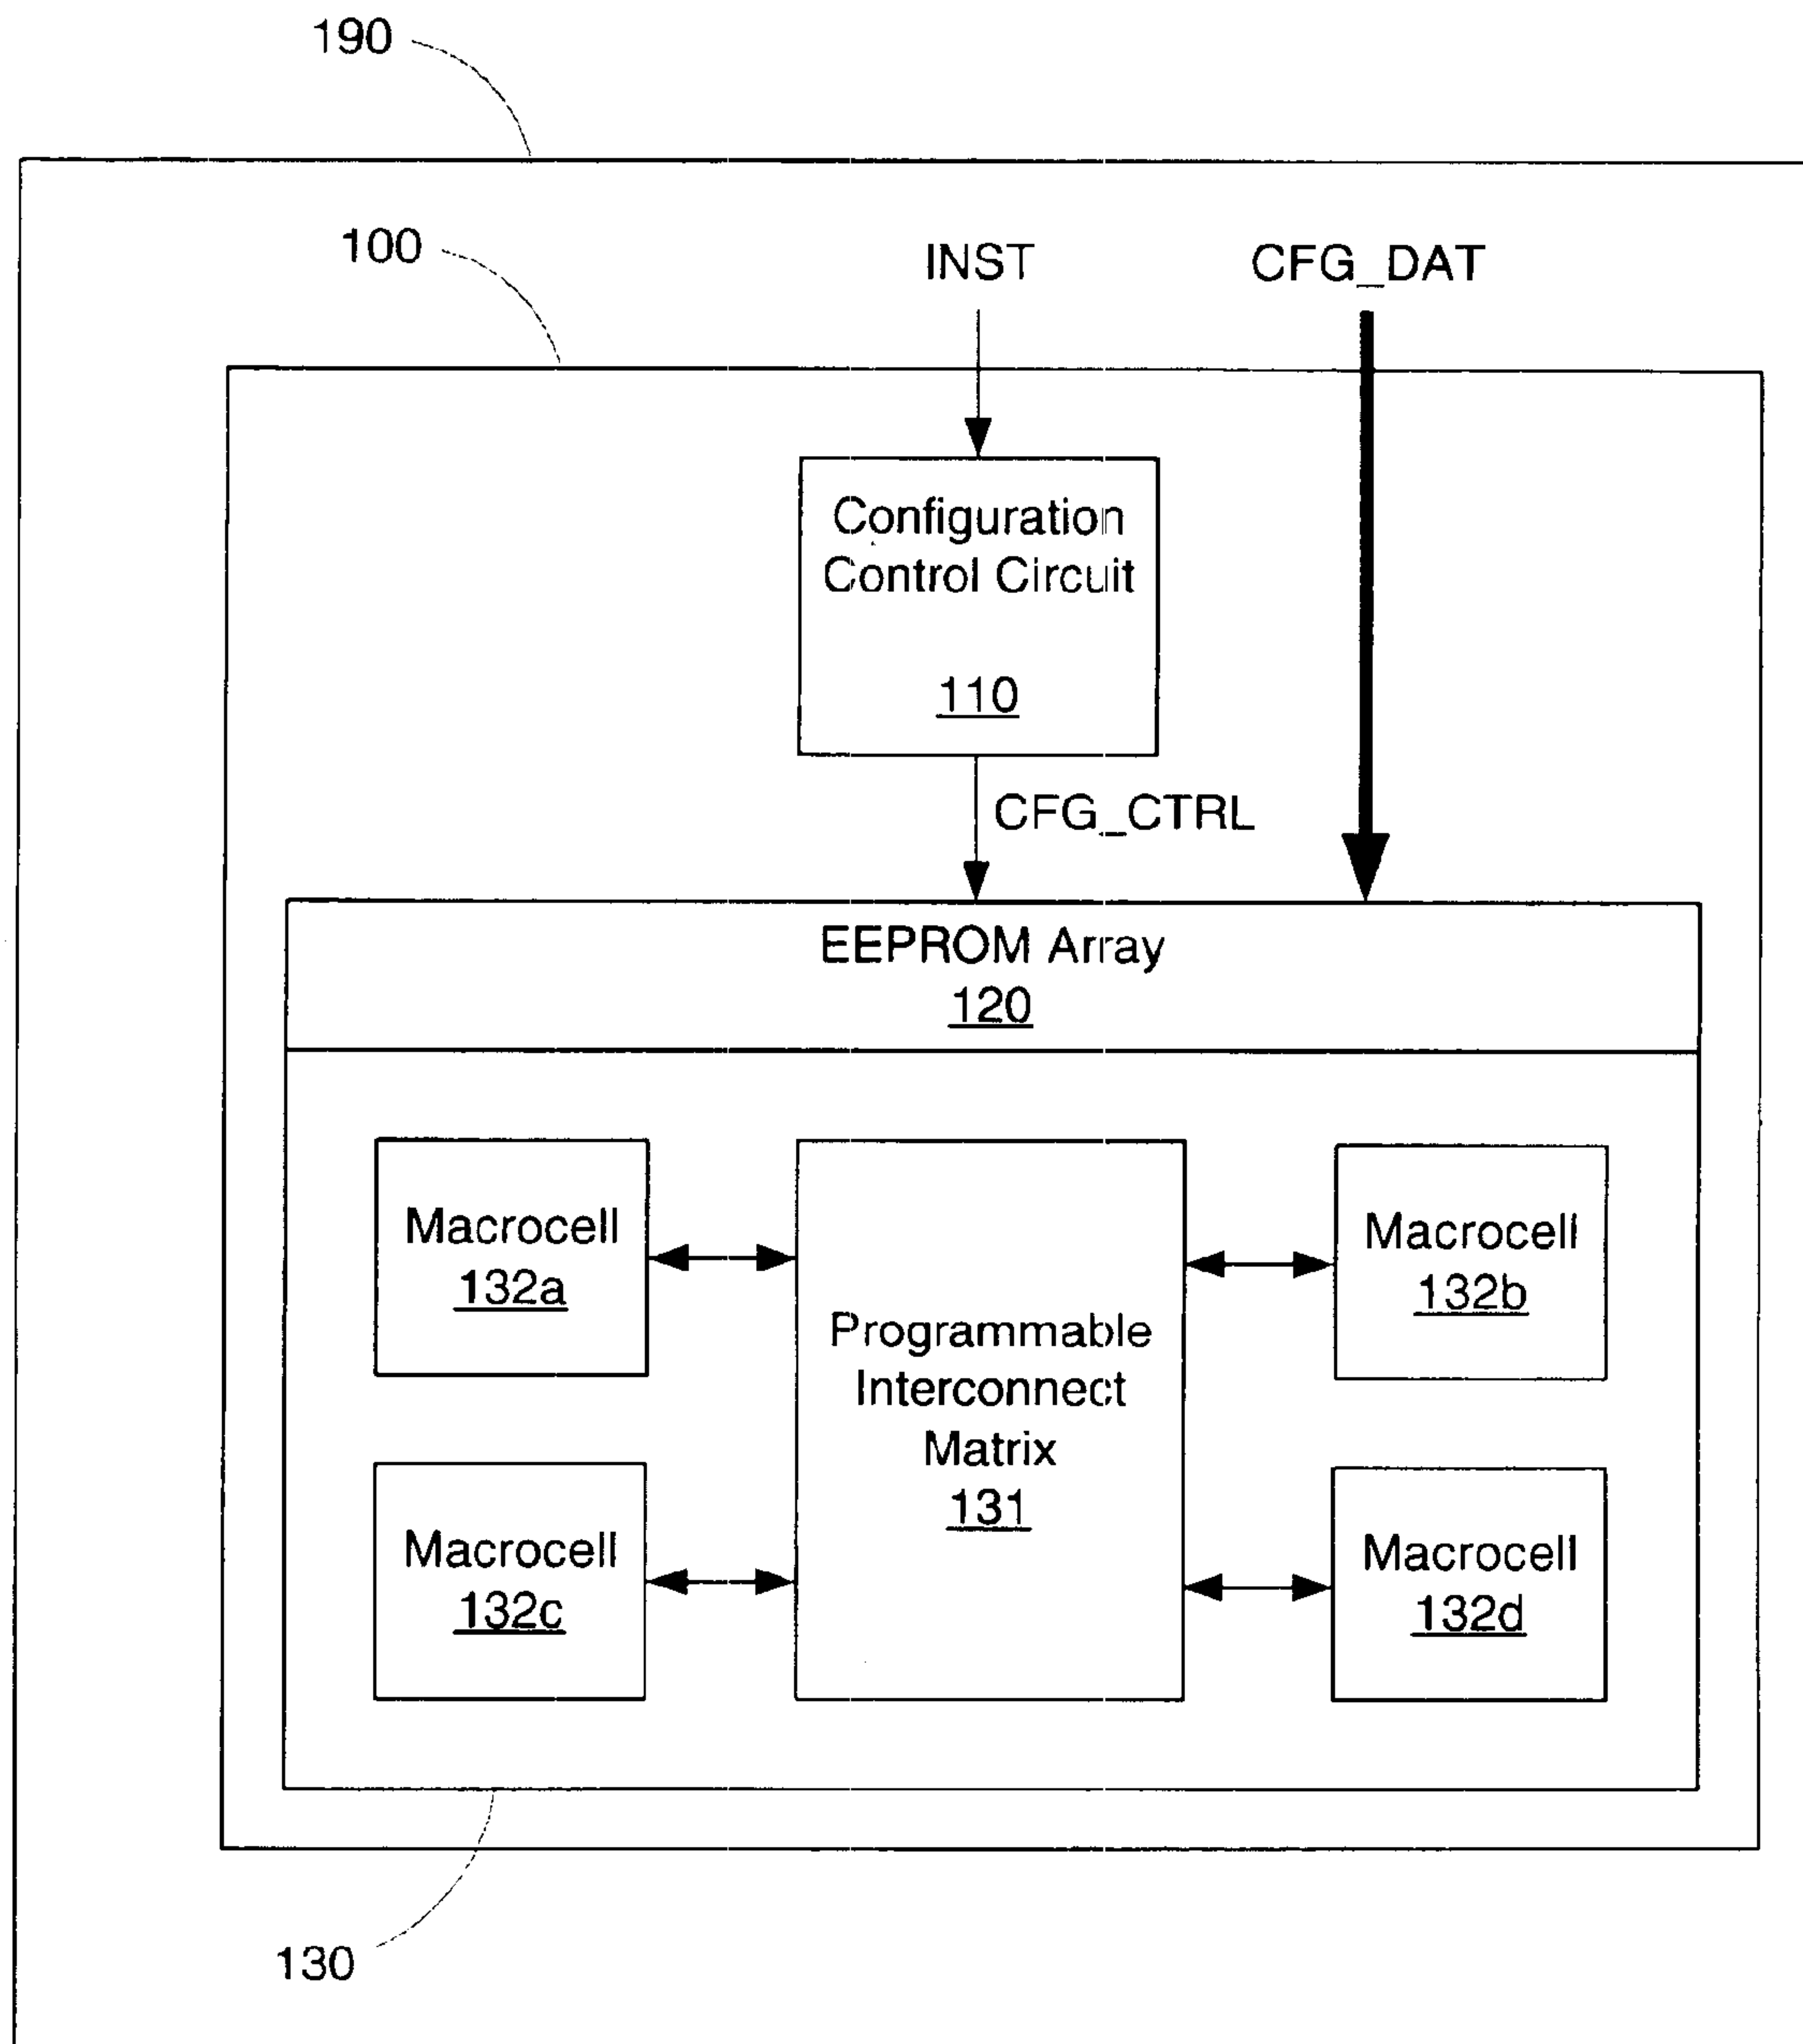 190
100
INST
CFG_DAT
Configuration
Control Circuit
110
CFG_CTRL
EEPROM Array
120
Macrocell
132a
Macrocell
132b
Programmable
Interconnect
Matrix
131
Macrocell
132c
Macrocell
132d
130